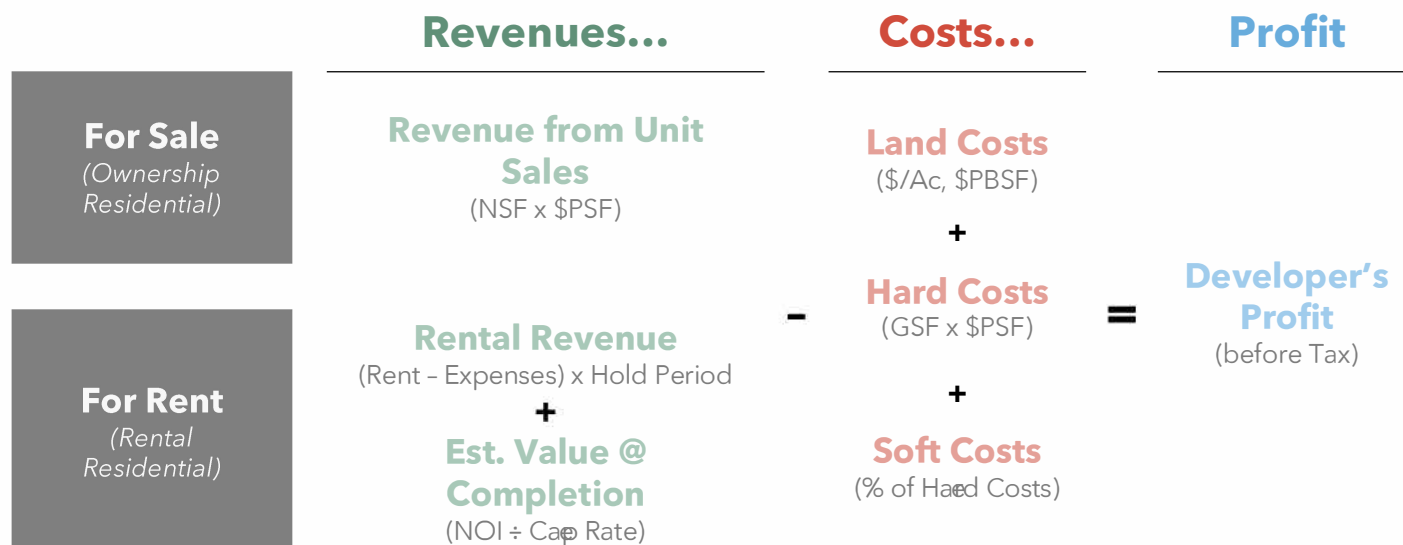 Revenues...
Costs...
Profit
For Sale
(Ownership
Residential)
Revenue from Unit
Sales
(NSF x $PSF)
For Rent
(Rental
Residential)
Rental Revenue
(Rent – Expenses) x Hold Period
+
Est. Value @
Completion
(NOI ÷ Cap Rate)
-
Land Costs
($/Ac, $PBSF)
+
Hard Costs
(GSF x $PSF)
+
Soft Costs
(% of Hard Costs)
=
Developer's
Profit
(before Tax)